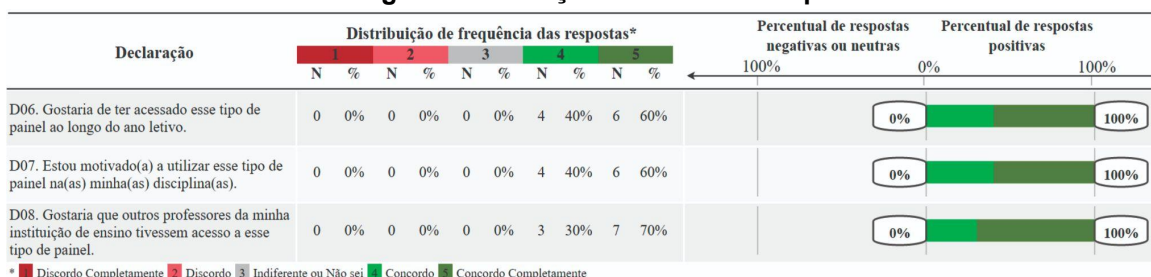 Declaração
Distribuição de frequência das respostas*
Percentual de respostas negativas ou neutras
Percentual de respostas positivas
1 2 3 4 5
N % N % N % N % N %
100% 0% 100%
D06. Gostaria de ter acessado esse tipo de
painel ao longo do ano letivo.
0 0% 0 0% 0 0% 4 40% 6 60%
0% 100%
D07. Estou motivado(a) a utilizar esse tipo de
painel na(as) minha(as) disciplina(as).
0 0% 0 0% 0 0% 4 40% 6 60%
0% 100%
D08. Gostaria que outros professores da minha
instituição de ensino tivessem acesso a esse
tipo de painel.
0 0% 0 0% 0 0% 3 30% 7 70%
0% 100%
* 1 Discordo Completamente 2 Discordo 3 Indiferente ou Não sei 4 Concordo 5 Concordo Completamente